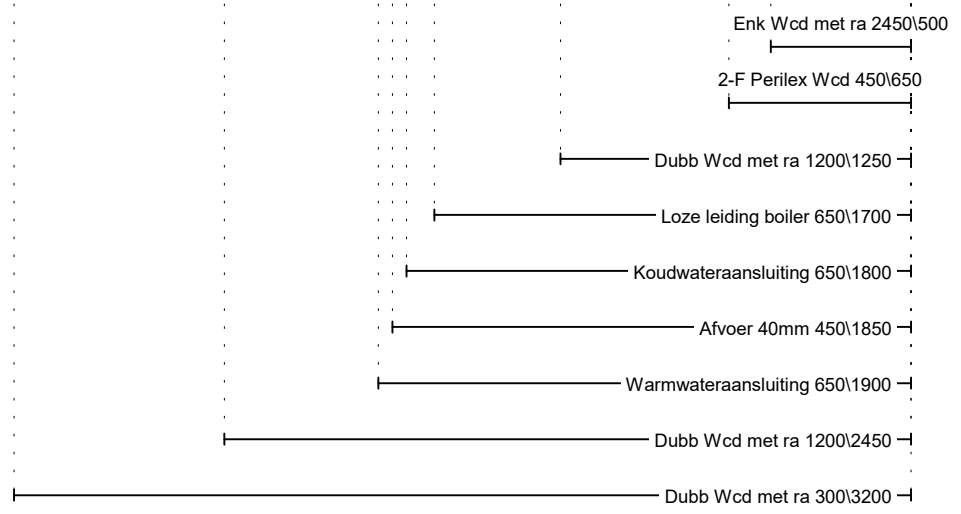 Enk Wcd met ra 2450\500
2-F Perilex Wcd 450\650
Dubb Wcd met ra 1200\1250
Loze leiding boiler 650\1700
Koudwateraansluiting 650\1800
Afvoer 40mm 450\1850
Warmwateraansluiting 650\1900
Dubb Wcd met ra 1200\2450
Dubb Wcd met ra 300\3200